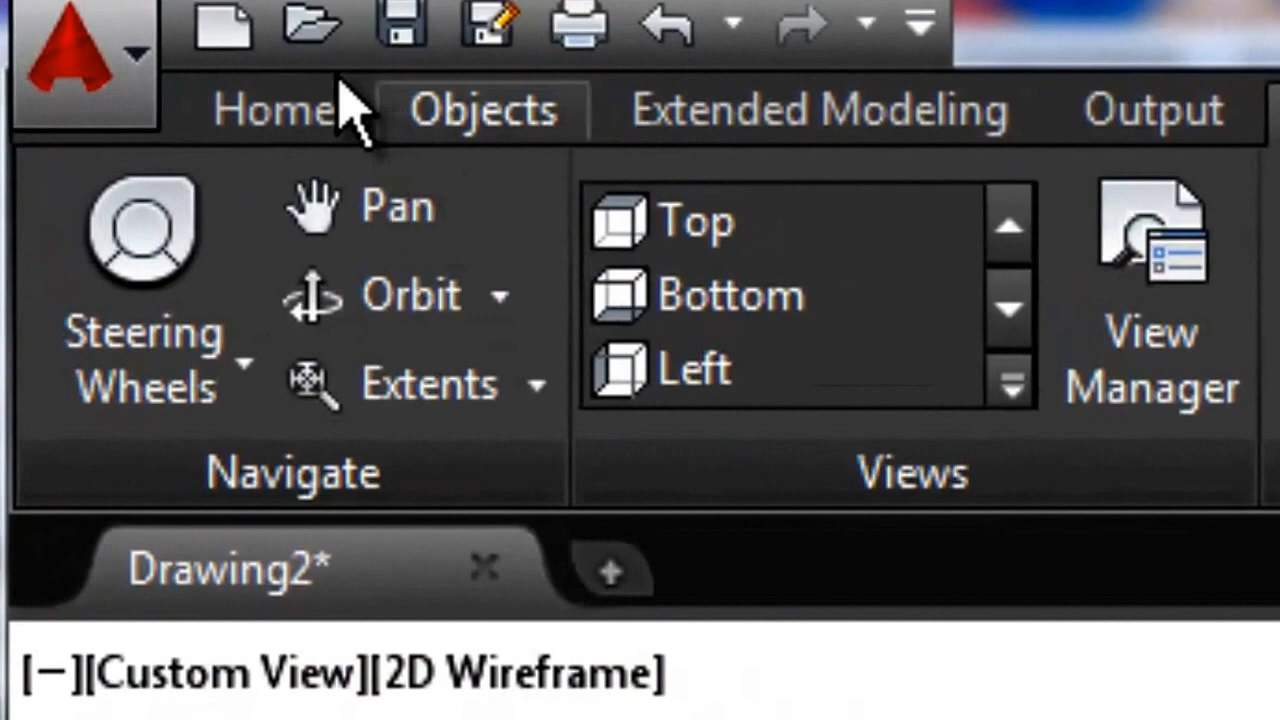 Home Objects Extended Modeling Output
Pan
Top
Orbit
Bottom
Steering
Wheels
Extents
Left
View
Manager
Navigate
Views
Drawing2*
[−][Custom View][2D Wireframe]